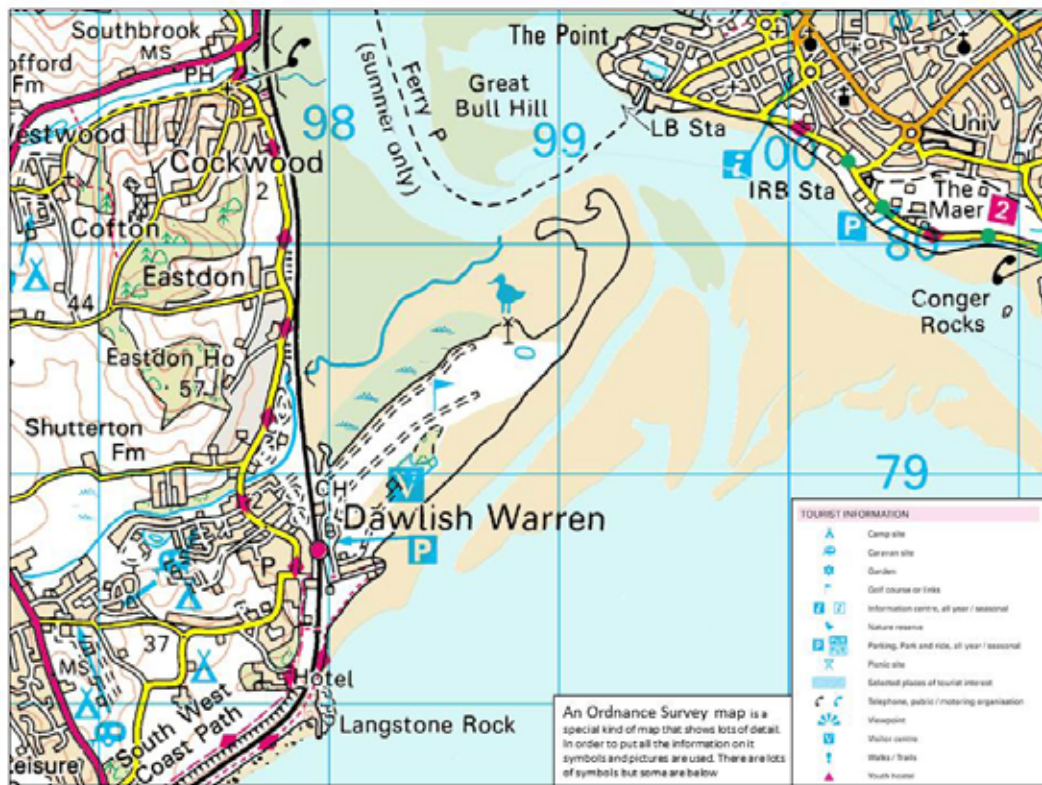 Southbrook
MS
offord
Fm
PH
estwood
98
Cockwood
2
Cofton
Eastdon
44
Eastdon Ho
57
Shutterton
Fm
Ferry P
(summer only)
Great
Bull Hill
The Point
LB Sta
99
00
IRB Sta
Univ
The
Maer
2
80
Conger
Rocks
79
CH
V
Dawlish Warren
P
P
P
P
37
MS
Hotel
South West
Coast Path
Langstone Rock
eisure
i
An Ordnance Survey map is a
special kind of map that shows lots of detail.
In order to put all the information on it
symbols and pictures are used. There are lots
of symbols but some are below
TOURIST INFORMATION
Camp site
Caravan site
Garden
Golf course or links
Information centre, all year / seasonal
Nature reserve
Parking, Park and ride, all year / seasonal
Picnic site
Selected places of tourist interest
Telephone, public / motoring organisation
Viewpoint
Visitor centre
Walks / Trails
Youth hostel